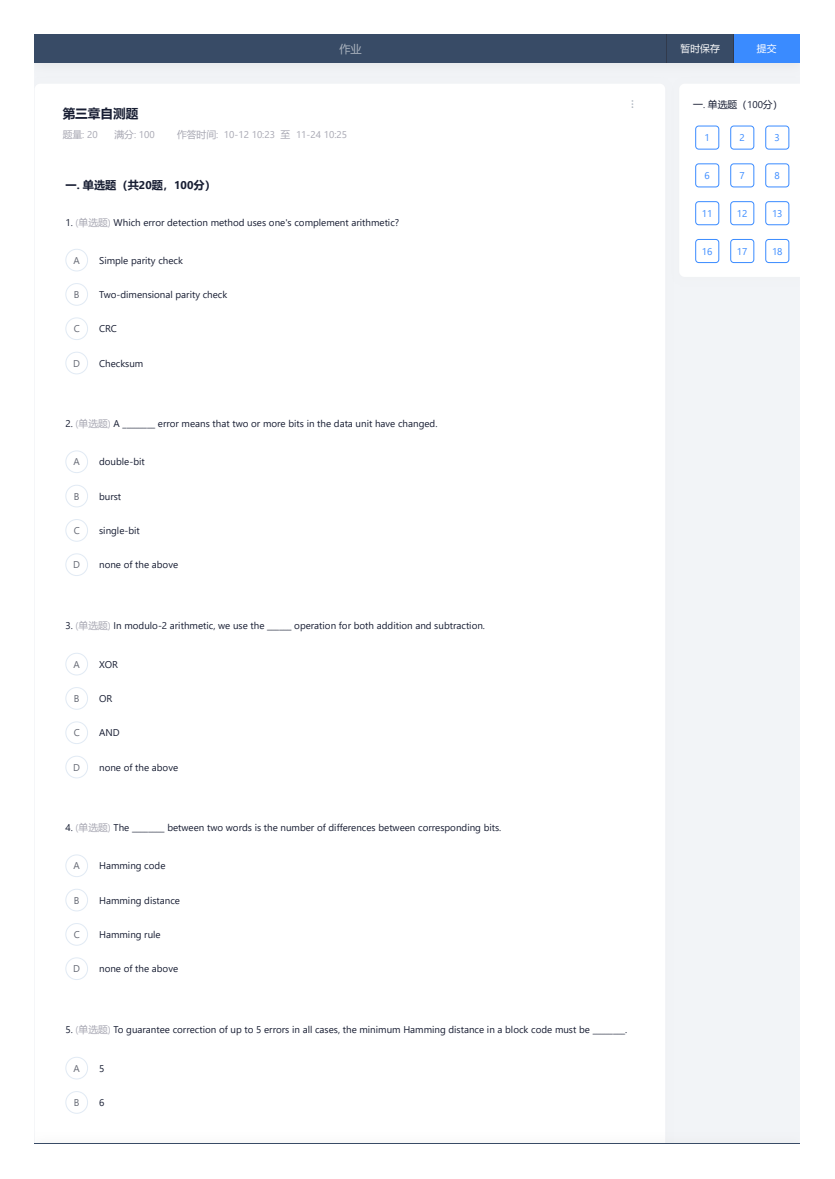 作业
暂时保存
提交
第三章自测题
题量: 20 满分: 100 作答时间: 10-12 10:23 至 11-24 10:25
一. 单选题（共20题，100分）
1. (单选题) Which error detection method uses one's complement arithmetic?
A Simple parity check
B Two-dimensional parity check
C CRC
D Checksum
2. (单选题) A _______ error means that two or more bits in the data unit have changed.
A double-bit
B burst
C single-bit
D none of the above
3. (单选题) In modulo-2 arithmetic, we use the _____ operation for both addition and subtraction.
A XOR
B OR
C AND
D none of the above
4. (单选题) The _______ between two words is the number of differences between corresponding bits.
A Hamming code
B Hamming distance
C Hamming rule
D none of the above
5. (单选题) To guarantee correction of up to 5 errors in all cases, the minimum Hamming distance in a block code must be _______.
A 5
B 6
一. 单选题（100分）
1 2 3
6 7 8
11 12 13
16 17 18